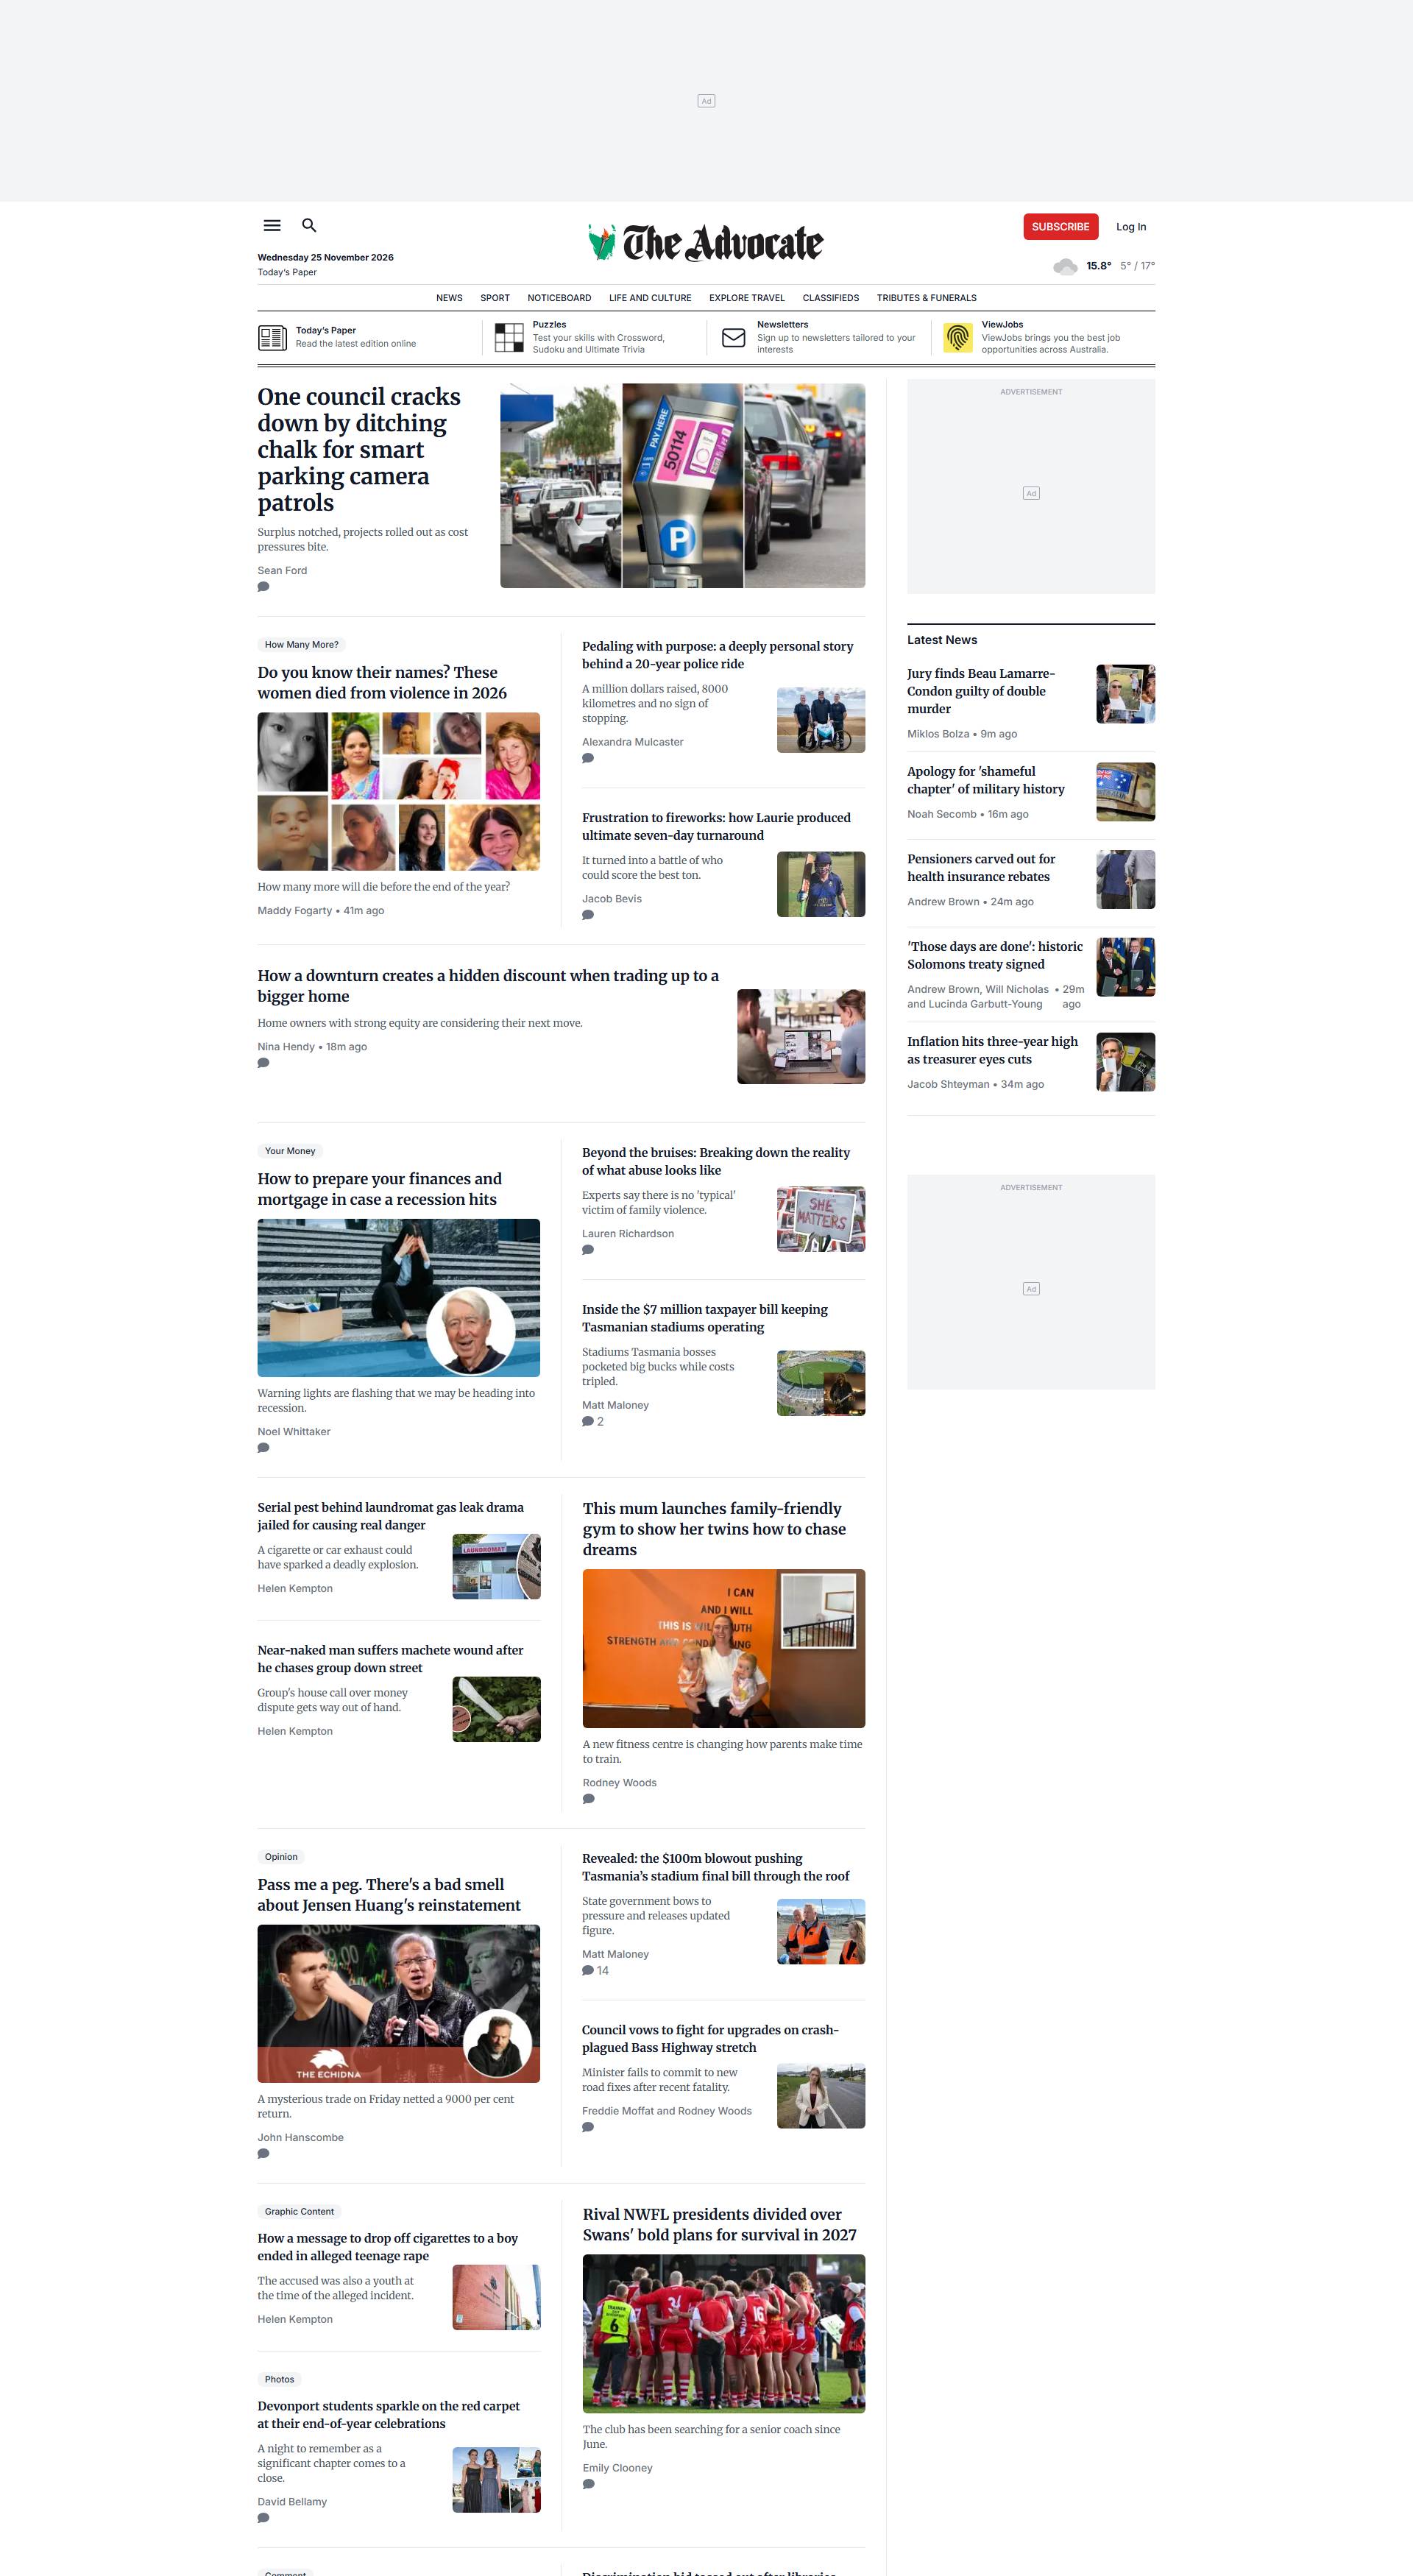 Ad
The Advocate
SUBSCRIBE
Log In
Wednesday 25 November 2026
Today's Paper
15.8° 5° / 17°
NEWS SPORT NOTICEBOARD LIFE AND CULTURE EXPLORE TRAVEL CLASSIFIEDS TRIBUTES & FUNERALS
Today's Paper
Read the latest edition online
Puzzles
Test your skills with Crossword,
Sudoku and Ultimate Trivia
Newsletters
Sign up to newsletters tailored to your
interests
ViewJobs
ViewJobs brings you the best job
opportunities across Australia.
One council cracks
down by ditching
chalk for smart
parking camera
patrols
Surplus notched, projects rolled out as cost
pressures bite.
Sean Ford
PAY HERE
50114
P
How Many More?
Do you know their names? These
women died from violence in 2026
How many more will die before the end of the year?
Maddy Fogarty • 41m ago
Pedaling with purpose: a deeply personal story
behind a 20-year police ride
A million dollars raised, 8000
kilometres and no sign of
stopping.
Alexandra Mulcaster
Frustration to fireworks: how Laurie produced
ultimate seven-day turnaround
It turned into a battle of who
could score the best ton.
Jacob Bevis
How a downturn creates a hidden discount when trading up to a
bigger home
Home owners with strong equity are considering their next move.
Nina Hendy • 18m ago
Your Money
How to prepare your finances and
mortgage in case a recession hits
Warning lights are flashing that we may be heading into
recession.
Noel Whittaker
Beyond the bruises: Breaking down the reality
of what abuse looks like
Experts say there is no 'typical'
victim of family violence.
Lauren Richardson
SHE
MATTERS
Inside the $7 million taxpayer bill keeping
Tasmanian stadiums operating
Stadiums Tasmania bosses
pocketed big bucks while costs
tripled.
Matt Maloney
2
Serial pest behind laundromat gas leak drama
jailed for causing real danger
A cigarette or car exhaust could
have sparked a deadly explosion.
Helen Kempton
LAUNDROMAT
Near-naked man suffers machete wound after
he chases group down street
Group's house call over money
dispute gets way out of hand.
Helen Kempton
This mum launches family-friendly
gym to show her twins how to chase
dreams
I CAN
AND I WILL
THIS IS
STRENGTH
A new fitness centre is changing how parents make time
to train.
Rodney Woods
Opinion
Pass me a peg. There's a bad smell
about Jensen Huang's reinstatement
THE ECHIDNA
A mysterious trade on Friday netted a 9000 per cent
return.
John Hanscombe
Revealed: the $100m blowout pushing
Tasmania’s stadium final bill through the roof
State government bows to
pressure and releases updated
figure.
Matt Maloney
14
Council vows to fight for upgrades on crash-
plagued Bass Highway stretch
Minister fails to commit to new
road fixes after recent fatality.
Freddie Moffat and Rodney Woods
Graphic Content
How a message to drop off cigarettes to a boy
ended in alleged teenage rape
The accused was also a youth at
the time of the alleged incident.
Helen Kempton
Photos
Devonport students sparkle on the red carpet
at their end-of-year celebrations
A night to remember as a
significant chapter comes to a
close.
David Bellamy
Rival NWFL presidents divided over
Swans' bold plans for survival in 2027
TRAINER
6
34
16
The club has been searching for a senior coach since
June.
Emily Clooney
ADVERTISEMENT
Ad
Latest News
Jury finds Beau Lamarre-
Condon guilty of double
murder
Miklos Bolza • 9m ago
Apology for 'shameful
chapter' of military history
Noah Secomb • 16m ago
Pensioners carved out for
health insurance rebates
Andrew Brown • 24m ago
'Those days are done': historic
Solomons treaty signed
Andrew Brown, Will Nicholas • 29m
and Lucinda Garbutt-Young ago
Inflation hits three-year high
as treasurer eyes cuts
Jacob Shteyman • 34m ago
ADVERTISEMENT
Ad